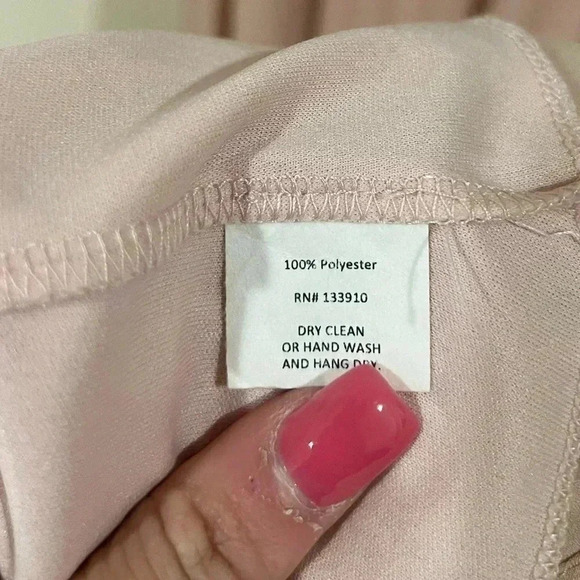 100% Polyester
RN# 133910
DRY CLEAN
OR HAND WASH
AND HANG DRY.